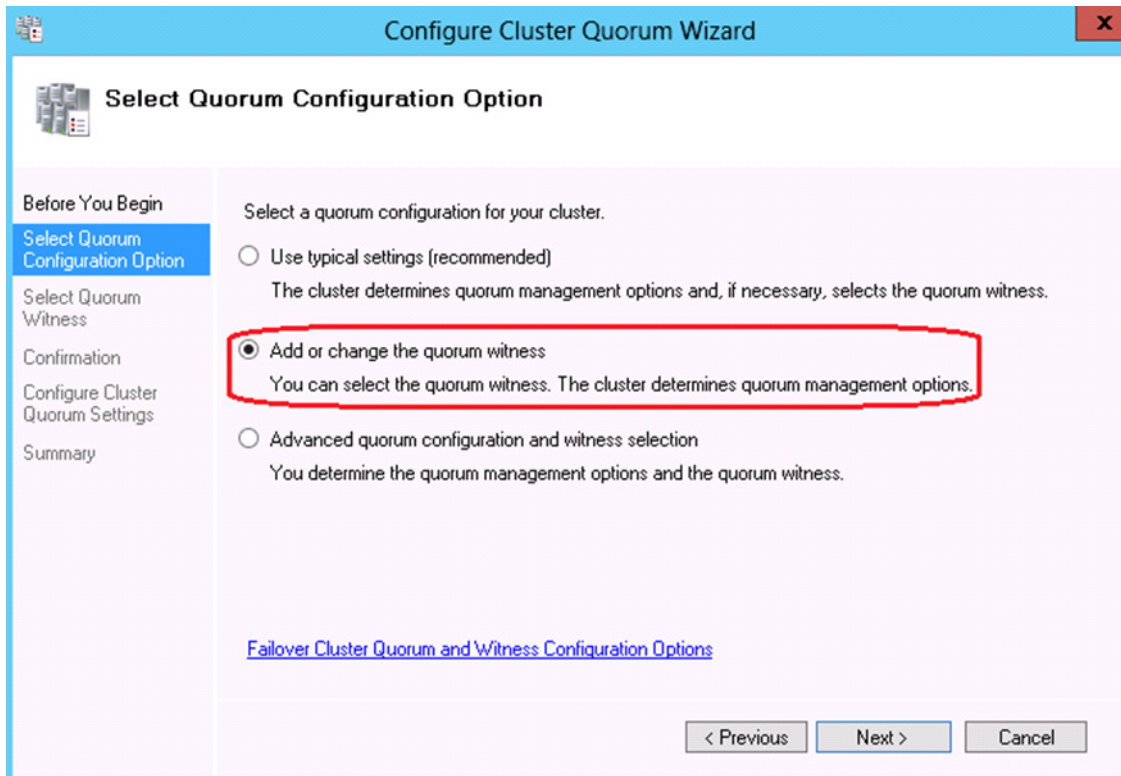 Configure Cluster Quorum Wizard
x
Select Quorum Configuration Option
Before You Begin
Select Quorum
Configuration Option
Select Quorum
Witness
Confirmation
Configure Cluster
Quorum Settings
Summary
Select a quorum configuration for your cluster.
Use typical settings (recommended)
The cluster determines quorum management options and, if necessary, selects the quorum witness.
Add or change the quorum witness
You can select the quorum witness. The cluster determines quorum management options.
Advanced quorum configuration and witness selection
You determine the quorum management options and the quorum witness.
Failover Cluster Quorum and Witness Configuration Options
< Previous
Next >
Cancel